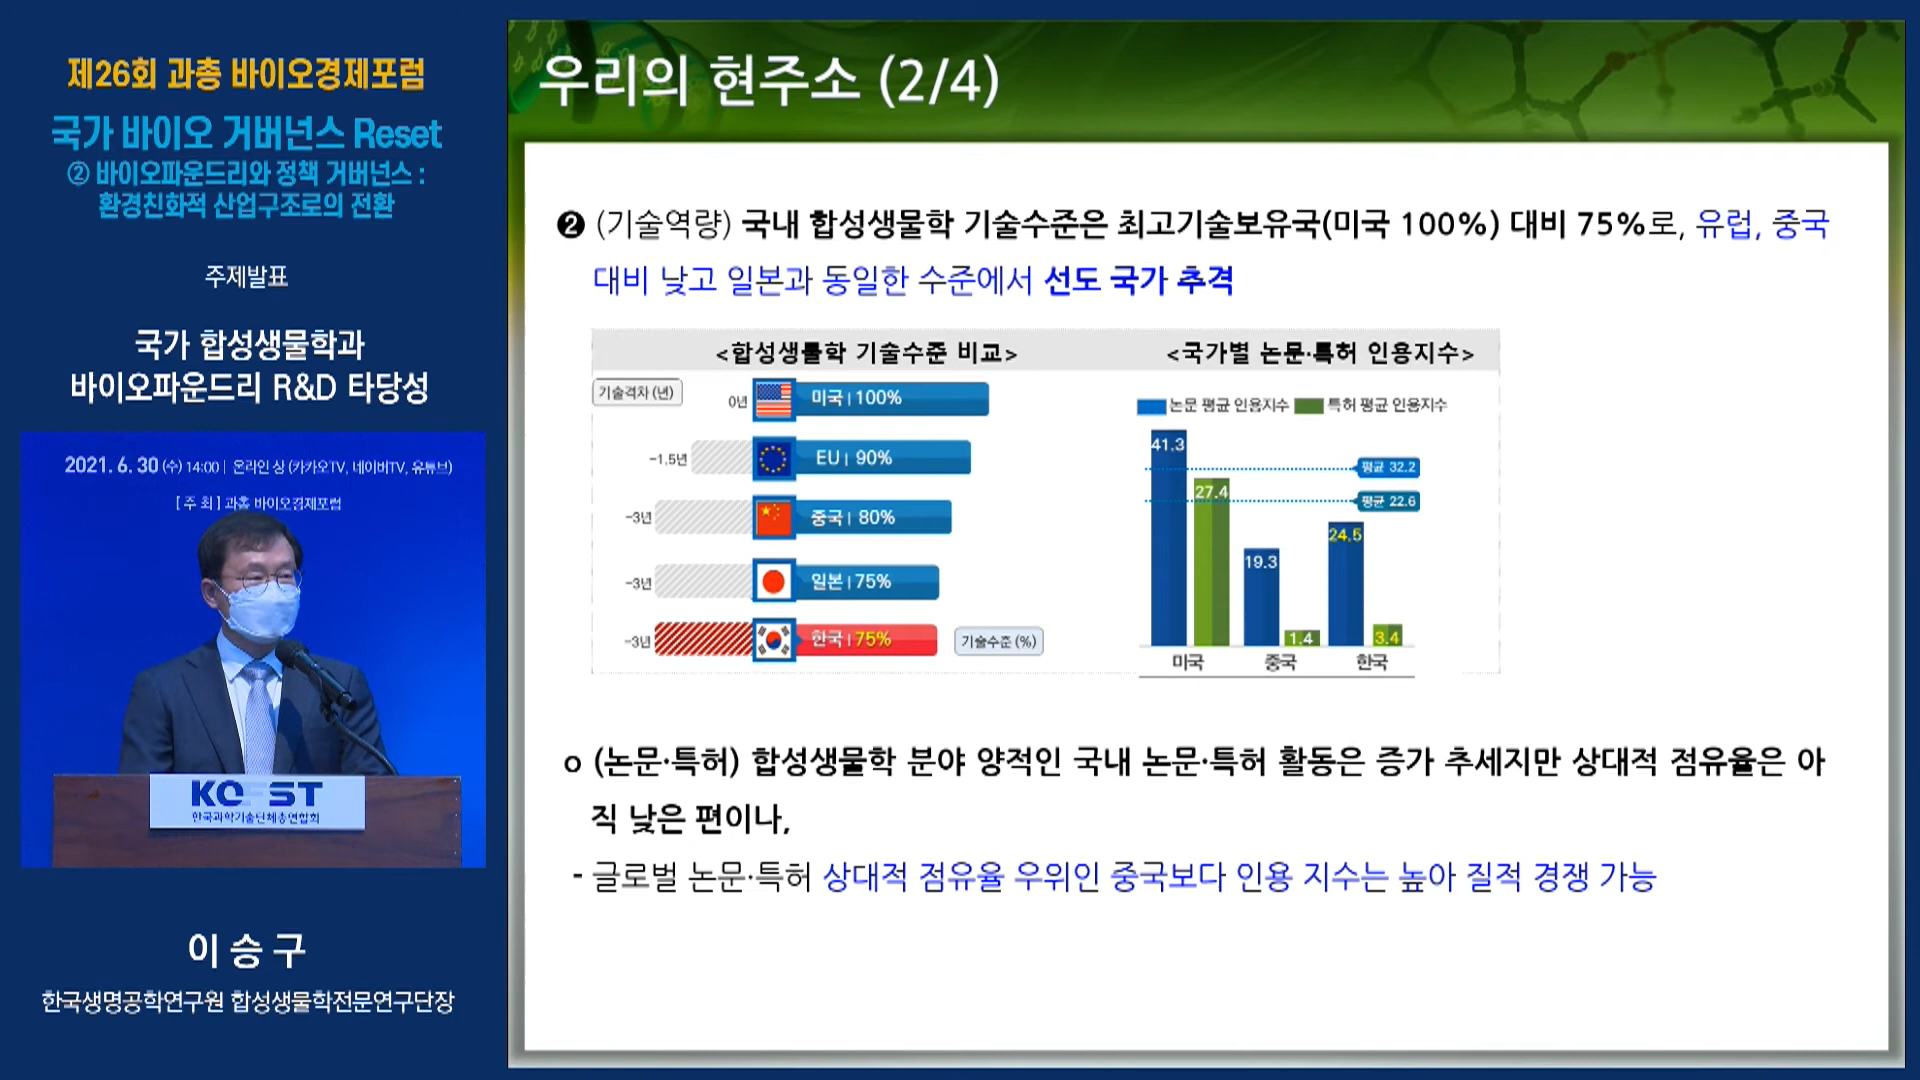 제26회 과총 바이오경제포럼
국가 바이오 거버넌스 Reset
② 바이오파운드리와 정책 거버넌스 :
환경친화적 산업구조로의 전환
주제발표
국가 합성생물학과
바이오파운드리 R&D 타당성
2021. 6. 30 (수) 14:00 | 온라인 상 (카카오TV, 네이버TV, 유튜브)
[ 주 최 ] 과총 바이오경제포럼
KOFST
한국과학기술단체총연합회
이 승 구
한국생명공학연구원 합성생물학전문연구단장
우리의 현주소 (2/4)
❷ (기술역량) 국내 합성생물학 기술수준은 최고기술보유국(미국 100%) 대비 75%로, 유럽, 중국
대비 낮고 일본과 동일한 수준에서 선도 국가 추격
<합성생물학 기술수준 비교>
기술격차 (년)
0년 미국 | 100%
-1.5년 EU | 90%
-3년 중국 | 80%
-3년 일본 | 75%
-3년 한국 | 75%
기술수준 (%)
<국가별 논문·특허 인용지수>
논문 평균 인용지수 특허 평균 인용지수
41.3
평균 32.2
27.4
평균 22.6
24.5
19.3
1.4
3.4
미국 중국 한국
o (논문·특허) 합성생물학 분야 양적인 국내 논문·특허 활동은 증가 추세지만 상대적 점유율은 아
직 낮은 편이나,
- 글로벌 논문·특허 상대적 점유율 우위인 중국보다 인용 지수는 높아 질적 경쟁 가능